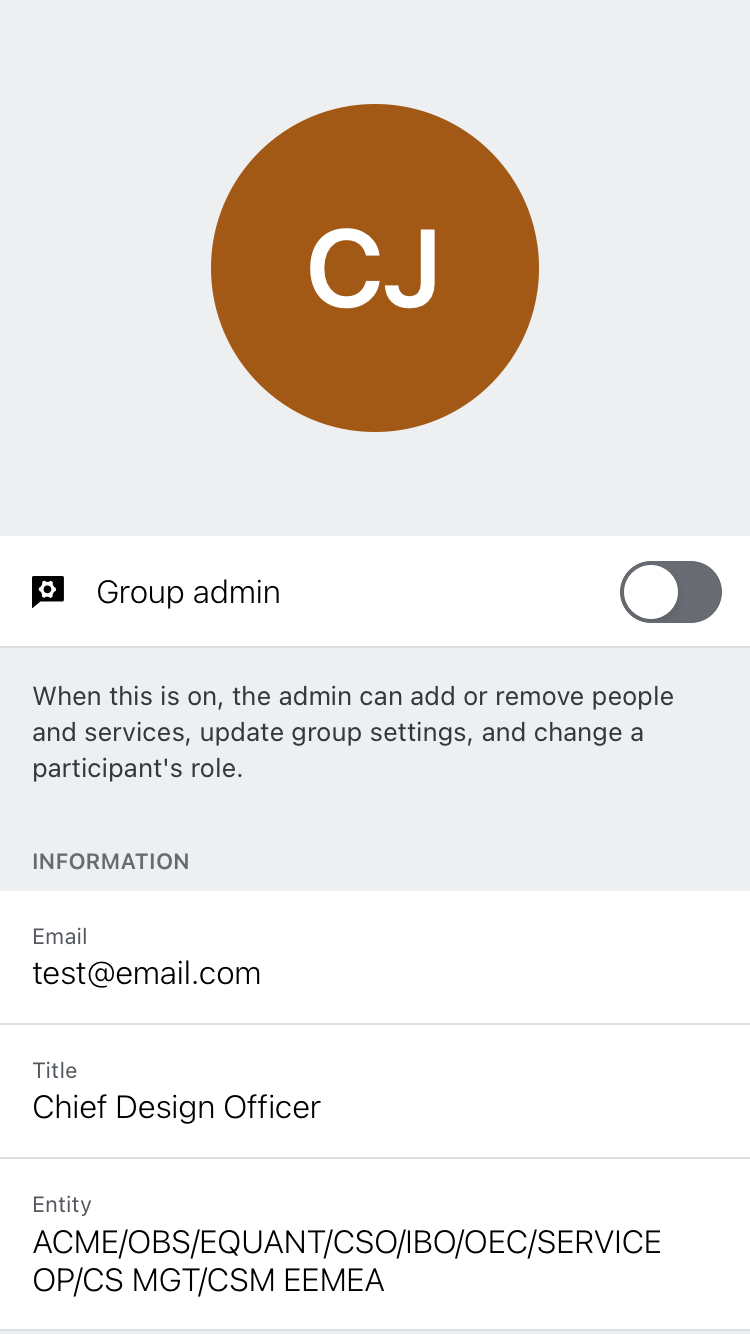 CJ
Group admin
When this is on, the admin can add or remove people
and services, update group settings, and change a
participant's role.
INFORMATION
Email
test@email.com
Title
Chief Design Officer
Entity
ACME/OBS/EQUANT/CSO/IBO/OEC/SERVICE
OP/CS MGT/CSM EEMEA